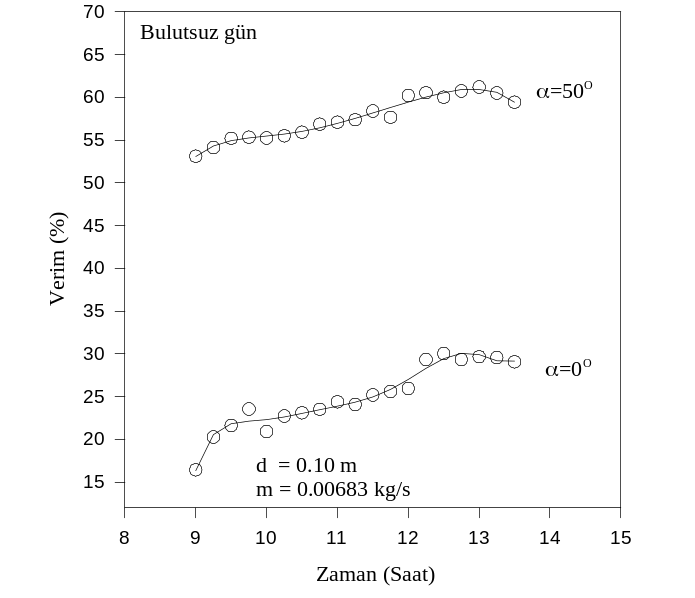 70
Bulutsuz gün
65
60
α=50°
55
50
45
Verim (%)
40
35
30
α=0°
25
20
d = 0.10 m
15
m = 0.00683 kg/s
8 9 10 11 12 13 14 15
Zaman (Saat)